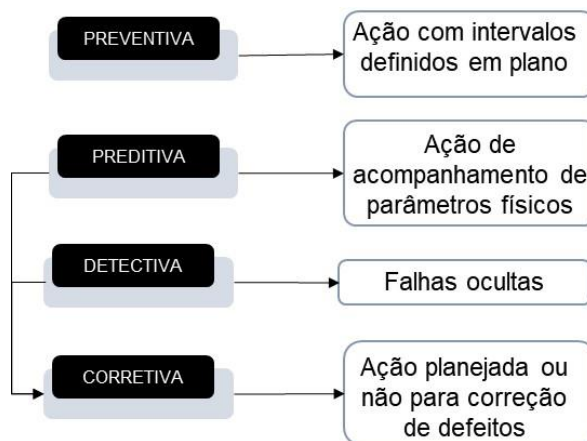 PREVENTIVA
Ação com intervalos
definidos em plano
PREDITIVA
Ação de
acompanhamento de
parâmetros físicos
DETECTIVA
Falhas ocultas
CORRETIVA
Ação planejada ou
não para correção
de defeitos